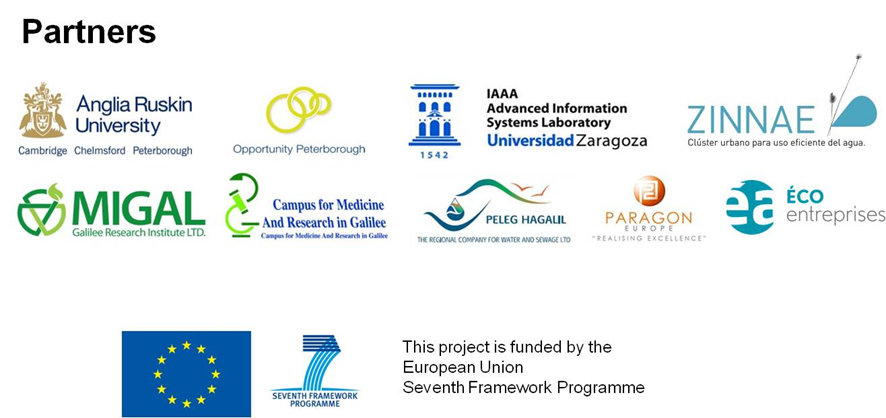 Partners
Anglia Ruskin
University
Cambridge Chelmsford Peterborough
Opportunity Peterborough
1542
IAAA
Advanced Information
Systems Laboratory
Universidad Zaragoza
ZINNAE
Clúster urbano para uso eficiente del agua.
MIGAL
Galilee Research Institute LTD.
Campus for Medicine
And Research in Galilee
Campus for Medicine And Research in Galilee
PELEG HAGALIL
THE REGIONAL COMPANY FOR WATER AND SEWAGE LTD
PARAGON
EUROPE
"REALISING EXCELLENCE"
ea
ÉCO
entreprises
SEVENTH FRAMEWORK
PROGRAMME
This project is funded by the
European Union
Seventh Framework Programme